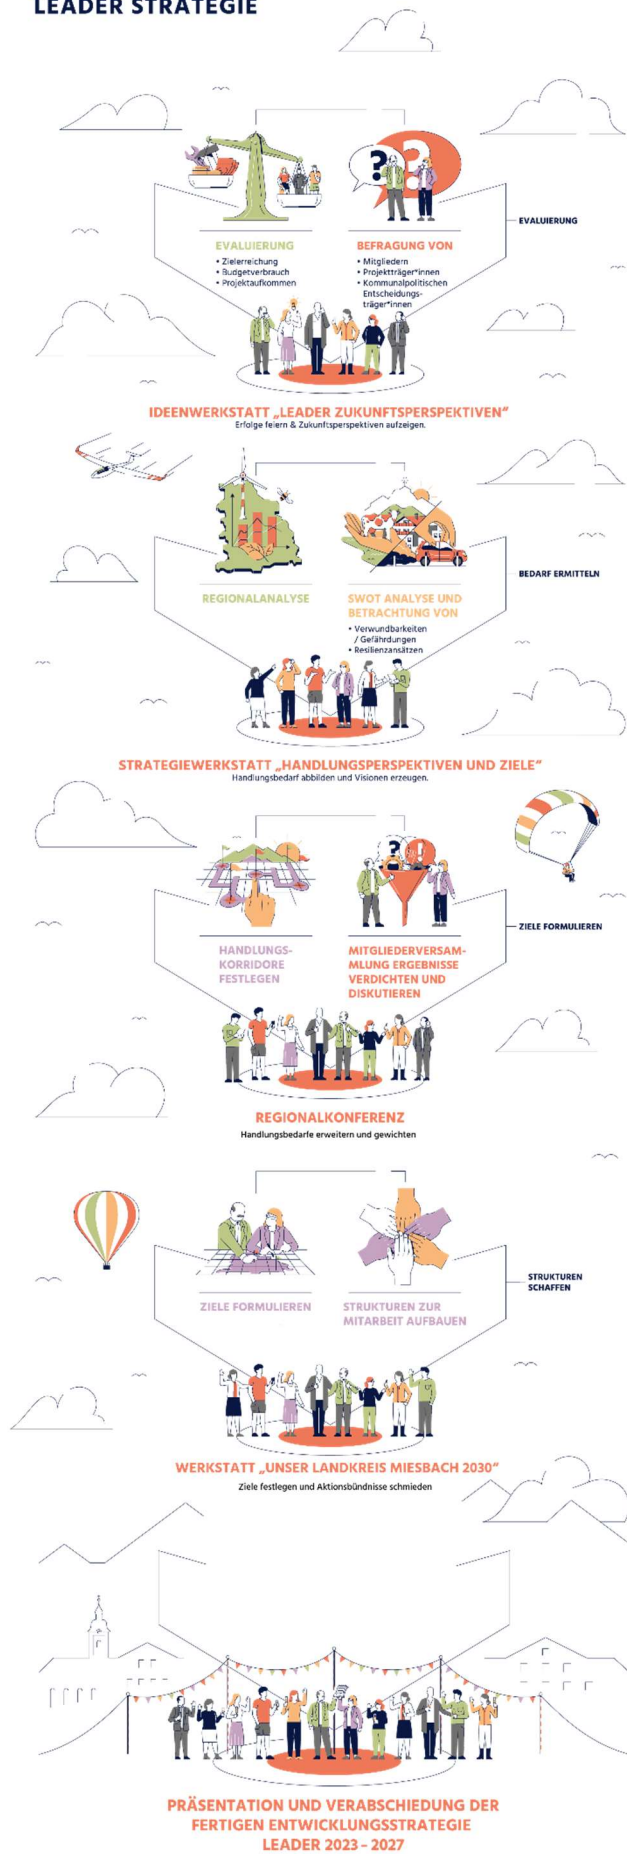 LEADER STRATEGIE
?
?
EVALUIERUNG
EVALUIERUNG
• Zielerreichung
• Budgetverbrauch
• Projektaufkommen
BEFRAGUNG VON
• Mitgliedern
• Projektträger*innen
• Kommunalpolitischen
Entscheidungs-
träger*innen
IDEENWERKSTATT „LEADER ZUKUNFTSPERSPEKTIVEN“
Erfolge feiern & Zukunftsperspektiven aufzeigen.
BEDARF ERMITTELN
REGIONALANALYSE
SWOT ANALYSE UND
BETRACHTUNG VON
• Verwundbarkeiten
/ Gefährdungen
• Resilienzansätzen
STRATEGIEWERKSTATT „HANDLUNGSPERSPEKTIVEN UND ZIELE“
Handlungsbedarf abbilden und Visionen erzeugen.
?
!
ZIELE FORMULIEREN
HANDLUNGS-
KORRIDORE
FESTLEGEN
MITGLIEDERVERSAM-
MLUNG ERGEBNISSE
VERDICHTEN UND
DISKUTIEREN
REGIONALKONFERENZ
Handlungsbedarfe erweitern und gewichten
STRUKTUREN
SCHAFFEN
ZIELE FORMULIEREN
STRUKTUREN ZUR
MITARBEIT AUFBAUEN
WERKSTATT „UNSER LANDKREIS MIESBACH 2030“
Ziele festlegen und Aktionsbündnisse schmieden
PRÄSENTATION UND VERABSCHIEDUNG DER
FERTIGEN ENTWICKLUNGSSTRATEGIE
LEADER 2023 – 2027